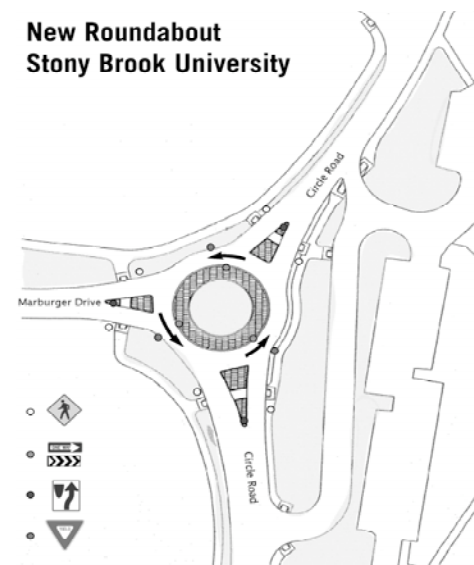 New Roundabout
Stony Brook University
Circle Road
Marburger Drive
Circle Road